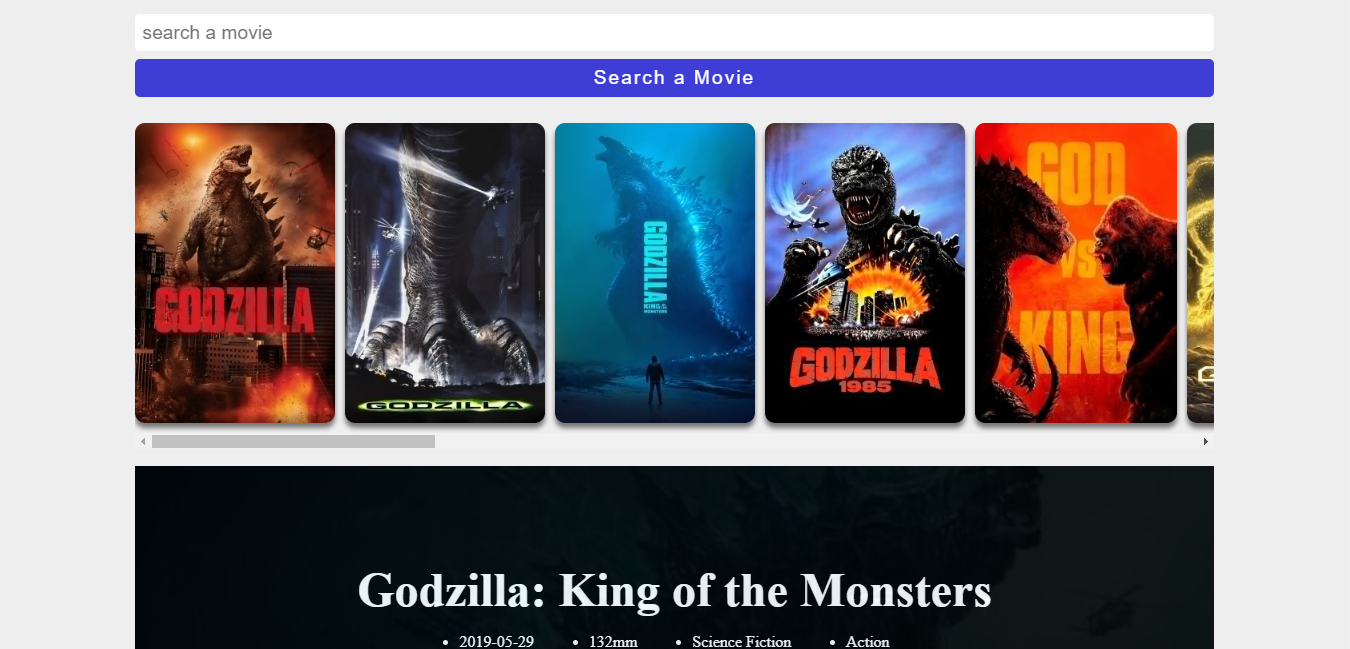 search a movie
Search a Movie
GODZILLA
GODZILLA
GODZILLA
KING OF THE MONSTERS
GODZILLA
1985
GOD
VS
KING
Godzilla: King of the Monsters
2019-05-29
132mm
Science Fiction
Action